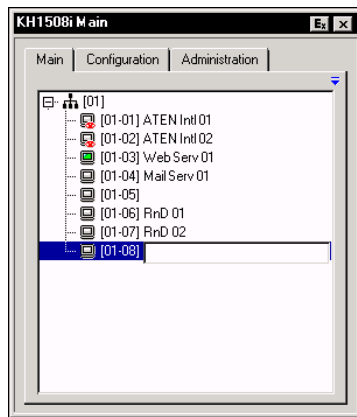 KH1508i Main
Ex x
Main Configuration Administration
[01]
[01-01] ATEN Intl 01
[01-02] ATEN Intl 02
[01-03] Web Serv 01
[01-04] Mail Serv 01
[01-05]
[01-06] RnD 01
[01-07] RnD 02
[01-08]